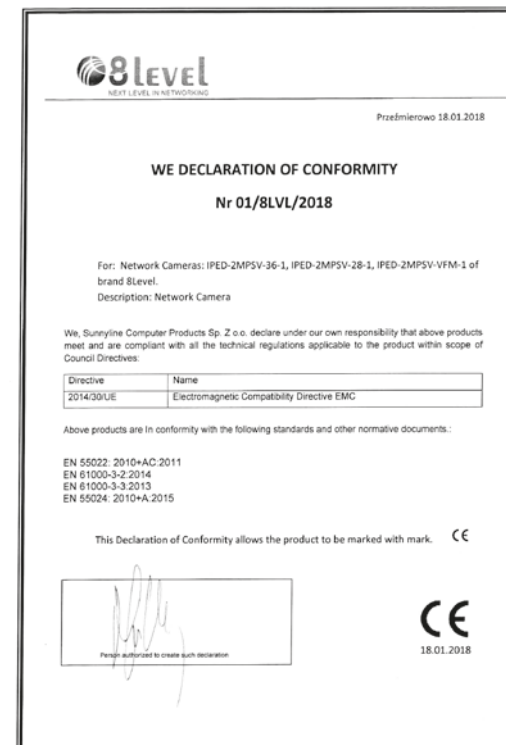 8level
NEXT LEVEL IN NETWORKING
Przeźmierowo 18.01.2018
WE DECLARATION OF CONFORMITY
Nr 01/8LVL/2018
For: Network Cameras: IPED-2MPSV-36-1, IPED-2MPSV-28-1, IPED-2MPSV-VFM-1 of
brand 8Level.
Description: Network Camera
We, Sunnyline Computer Products Sp. Z o.o. declare under our own responsibility that above products
meet and are compliant with all the technical regulations applicable to the product within scope of
Council Directives:
Directive Name
2014/30/UE Electromagnetic Compatibility Directive EMC
Above products are In conformity with the following standards and other normative documents.:
EN 55022: 2010+AC:2011
EN 61000-3-2:2014
EN 61000-3-3:2013
EN 55024: 2010+A:2015
This Declaration of Conformity allows the product to be marked with mark. CE
Person authorized to create such declaration
CE
18.01.2018